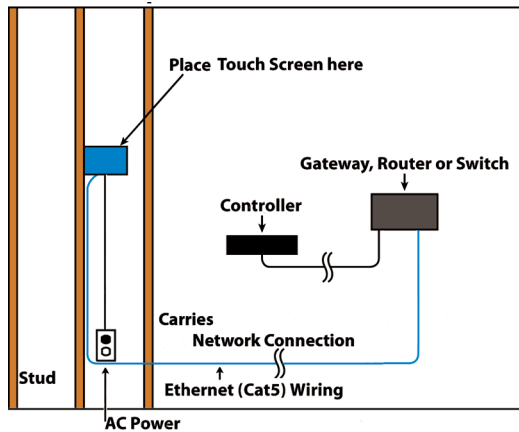 Place Touch Screen here
Gateway, Router or Switch
Controller
Carries
Network Connection
Stud
Ethernet (Cat5) Wiring
AC Power